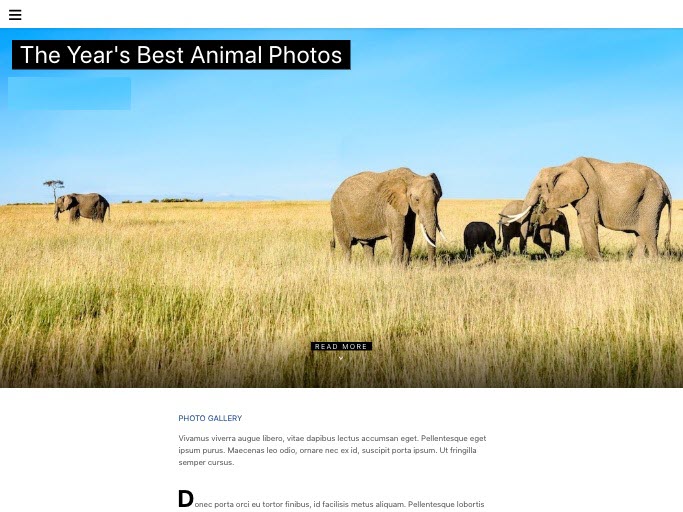 The Year's Best Animal Photos
READ MORE
PHOTO GALLERY
Vivamus viverra augue libero, vitae dapibus lectus accumsan eget. Pellentesque eget
ipsum purus. Maecenas leo odio, ornare nec ex id, suscipit porta ipsum. Ut fringilla
semper cursus.
Donec porta orci eu tortor finibus, id facilisis metus aliquam. Pellentesque lobortis